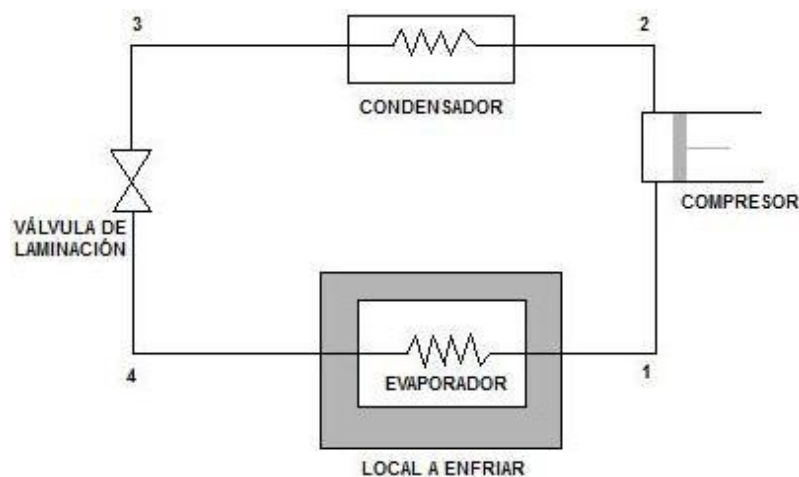 3
2
CONDENSADOR
COMPRESOR
VÁLVULA DE
LAMINACIÓN
4
EVAPORADOR
1
LOCAL A ENFRIAR